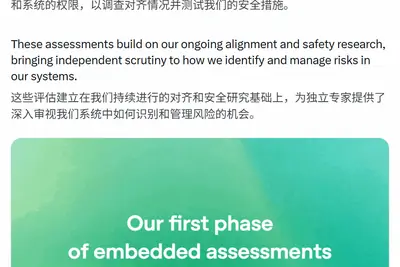 和系统的权限，以调查对齐情况并测试我们的安全措施。
These assessments build on our ongoing alignment and safety research,
bringing independent scrutiny to how we identify and manage risks in
our systems.
这些评估建立在我们持续进行的对齐和安全研究基础上，为独立专家提供了
深入审视我们系统中如何识别和管理风险的机会。
Our first phase
of embedded assessments